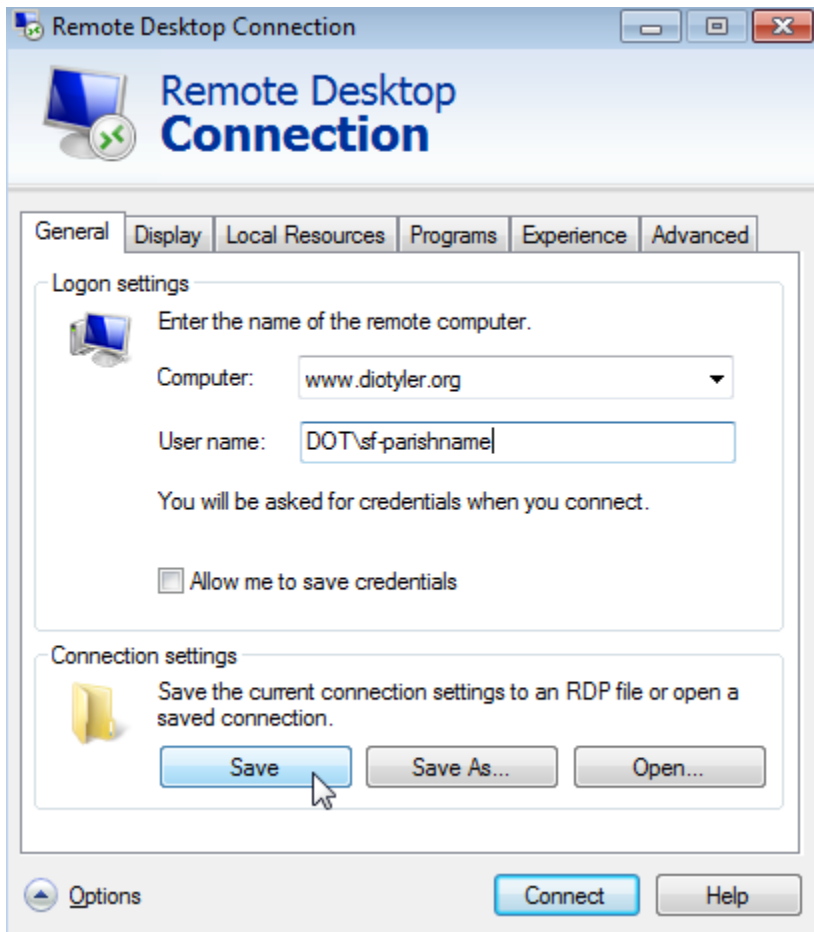 Remote Desktop Connection
Remote Desktop
Connection
General Display Local Resources Programs Experience Advanced
Logon settings
Enter the name of the remote computer.
Computer: www.diotyler.org
User name: DOT\sf-parishname
You will be asked for credentials when you connect.
Allow me to save credentials
Connection settings
Save the current connection settings to an RDP file or open a
saved connection.
Save Save As... Open...
Options Connect Help